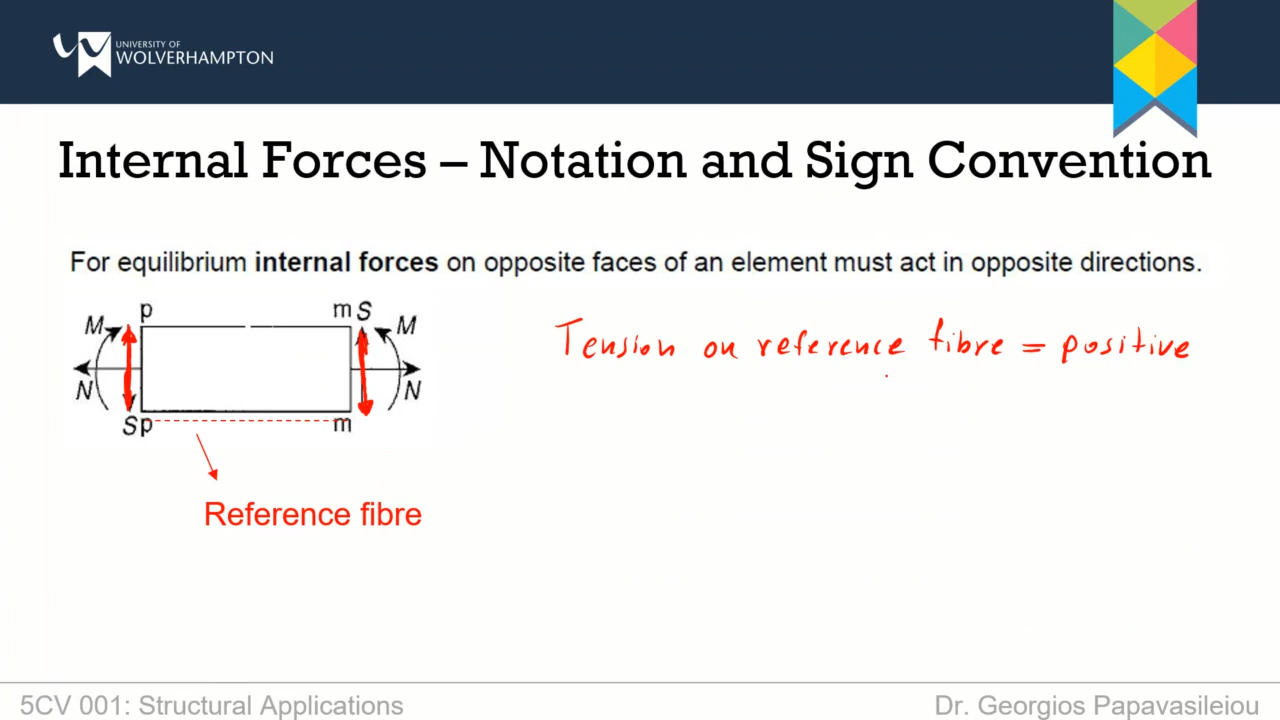 UNIVERSITY OF
WOLVERHAMPTON
Internal Forces – Notation and Sign Convention
For equilibrium internal forces on opposite faces of an element must act in opposite directions.
p m S
M M
Tension on reference fibre = positive
N N
S p m
Reference fibre
5CV 001: Structural Applications
Dr. Georgios Papavasileiou